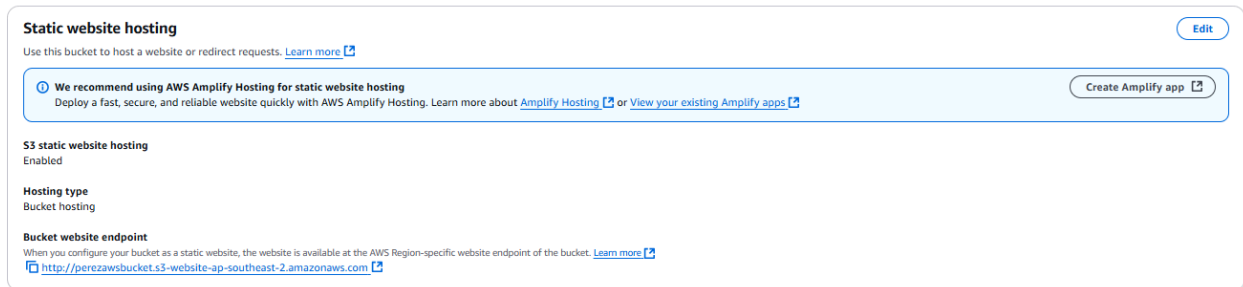 Static website hosting
Edit
Use this bucket to host a website or redirect requests. Learn more
We recommend using AWS Amplify Hosting for static website hosting
Create Amplify app
Deploy a fast, secure, and reliable website quickly with AWS Amplify Hosting. Learn more about Amplify Hosting or View your existing Amplify apps
S3 static website hosting
Enabled
Hosting type
Bucket hosting
Bucket website endpoint
When you configure your bucket as a static website, the website is available at the AWS Region-specific website endpoint of the bucket. Learn more
http://perezawsbucket.s3-website-ap-southeast-2.amazonaws.com